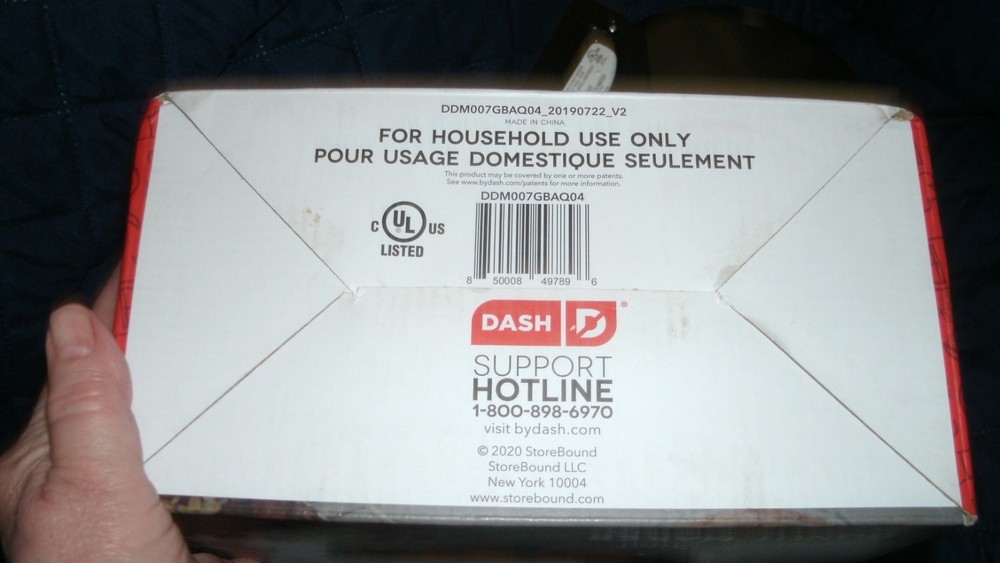 DDM007GBAQ04_20190722_V2
MADE IN CHINA
FOR HOUSEHOLD USE ONLY
POUR USAGE DOMESTIQUE SEULEMENT
This product may be covered by one or more patents.
See www.bydash.com/patents for more information.
DDM007GBAQ04
C UL US
LISTED
8 50008 49789 6
DASH D®
SUPPORT
HOTLINE
1-800-898-6970
visit bydash.com
© 2020 StoreBound
StoreBound LLC
New York 10004
www.storebound.com